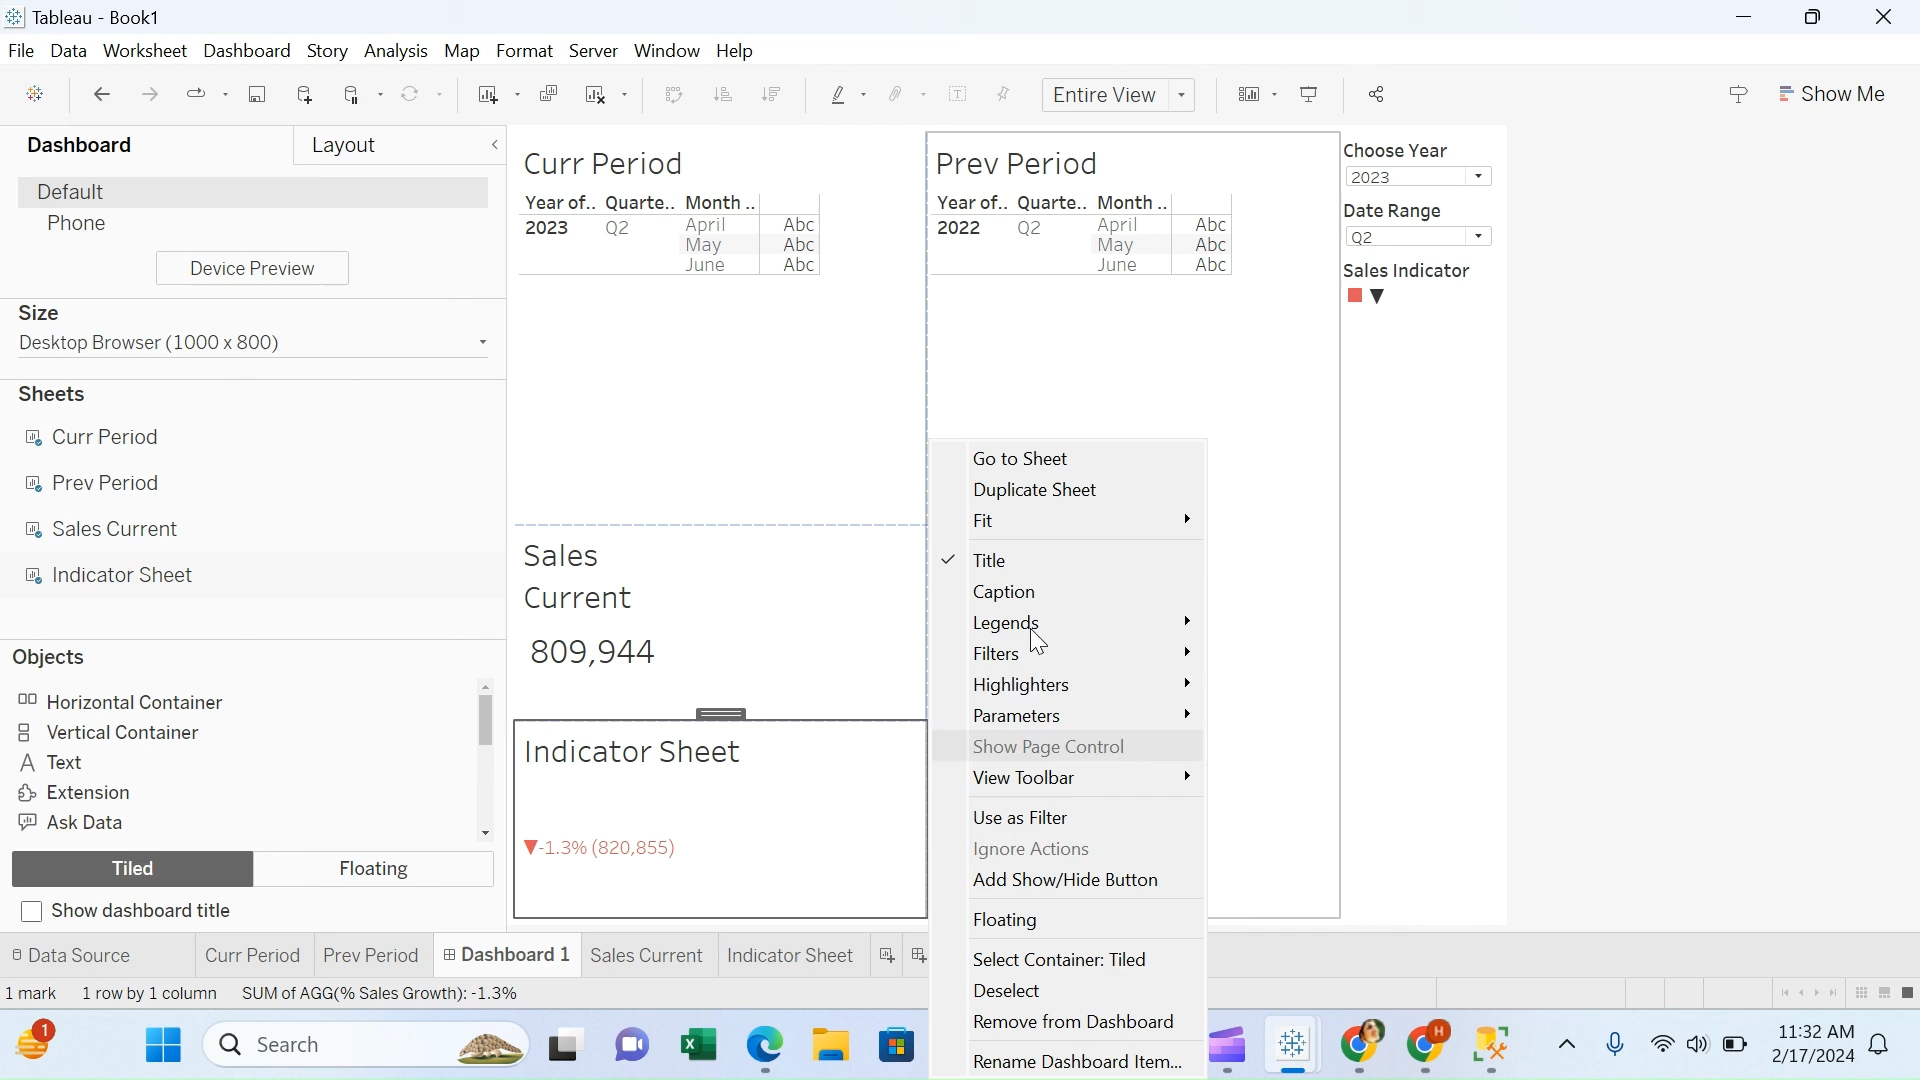 Tableau - Book1
File Data Worksheet Dashboard Story Analysis Map Format Server Window Help
Entire View
Show Me
Dashboard
Layout
Default
Phone
Device Preview
Size
Desktop Browser (1000 x 800)
Sheets
Curr Period
Prev Period
Sales Current
Indicator Sheet
Objects
Horizontal Container
Vertical Container
Text
Extension
Ask Data
Tiled
Floating
Show dashboard title
Curr Period
Year of.. Quarte.. Month ..
2023 Q2 April Abc
May Abc
June Abc
Prev Period
Year of.. Quarte.. Month ..
2022 Q2 April Abc
May Abc
June Abc
Choose Year
2023
Date Range
Q2
Sales Indicator
Sales
Current
809,944
Indicator Sheet
▼-1.3% (820,855)
Go to Sheet
Duplicate Sheet
Fit
Title
Caption
Legends
Filters
Highlighters
Parameters
Show Page Control
View Toolbar
Use as Filter
Ignore Actions
Add Show/Hide Button
Floating
Select Container: Tiled
Deselect
Remove from Dashboard
Rename Dashboard Item...
Data Source Curr Period Prev Period Dashboard 1 Sales Current Indicator Sheet
1 mark 1 row by 1 column SUM of AGG(% Sales Growth): -1.3%
1
Search
H
11:32 AM
2/17/2024